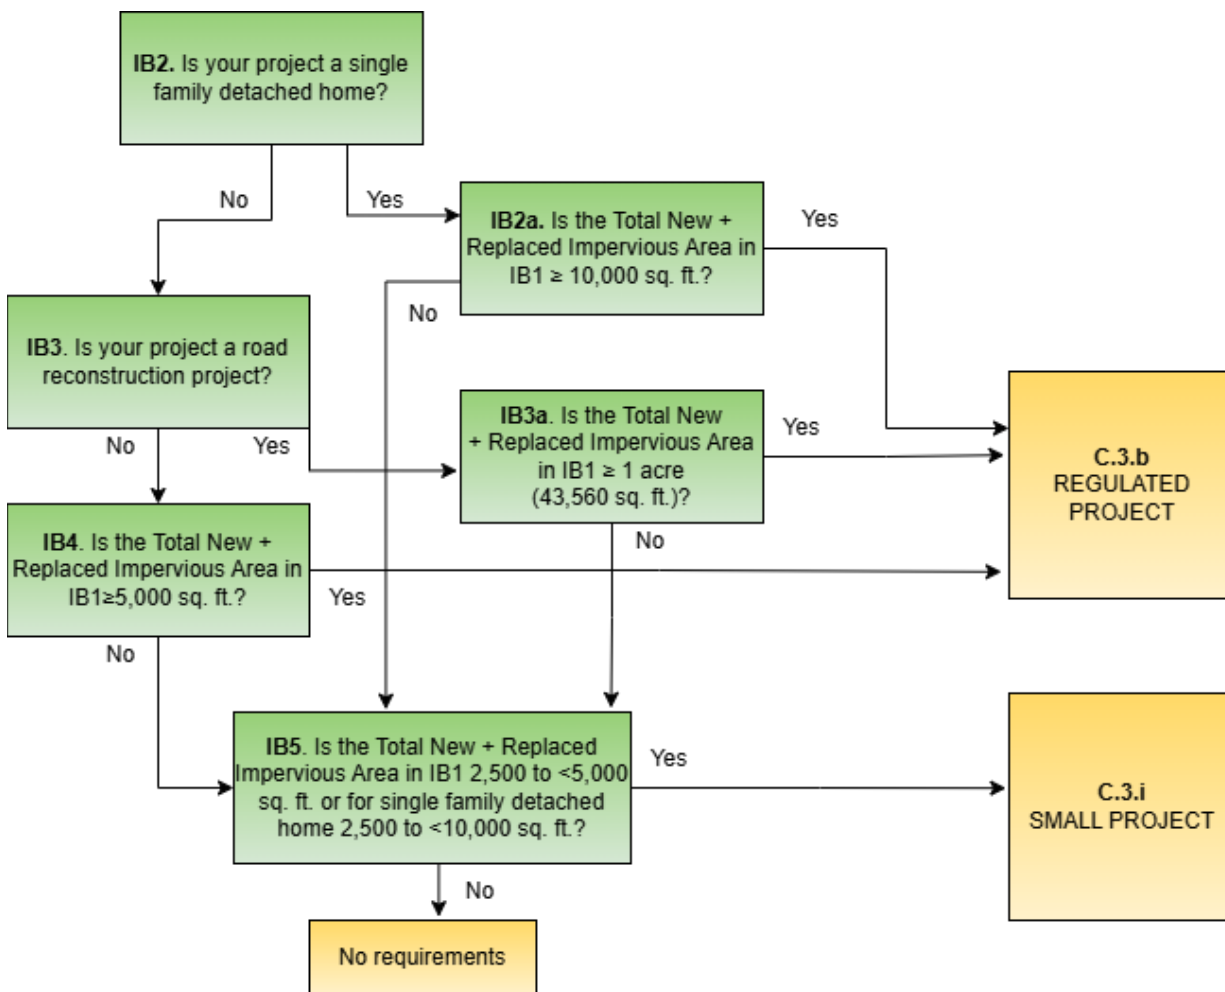 IB2. Is your project a single
family detached home?
No
Yes
IB2a. Is the Total New +
Replaced Impervious Area in
IB1 ≥ 10,000 sq. ft.?
Yes
No
IB3. Is your project a road
reconstruction project?
No
Yes
IB3a. Is the Total New
+ Replaced Impervious Area
in IB1 ≥ 1 acre
(43,560 sq. ft.)?
Yes
No
C.3.b
REGULATED
PROJECT
IB4. Is the Total New +
Replaced Impervious Area in
IB1≥5,000 sq. ft.?
Yes
No
IB5. Is the Total New + Replaced
Impervious Area in IB1 2,500 to <5,000
sq. ft. or for single family detached
home 2,500 to <10,000 sq. ft.?
Yes
No
C.3.i
SMALL PROJECT
No requirements